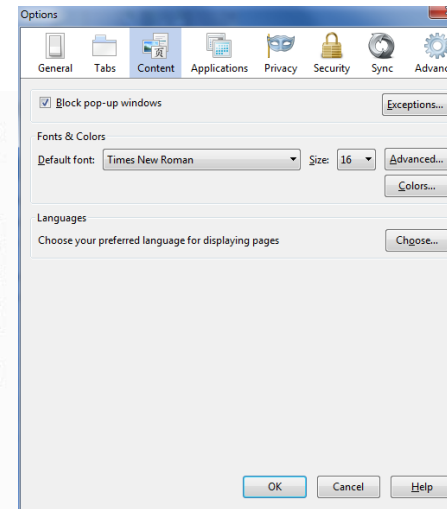 Options
General Tabs Content Applications Privacy Security Sync Advanc
Block pop-up windows Exceptions...
Fonts & Colors
Default font: Times New Roman Size: 16 Advanced...
Colors...
Languages
Choose your preferred language for displaying pages Choose...
OK Cancel Help